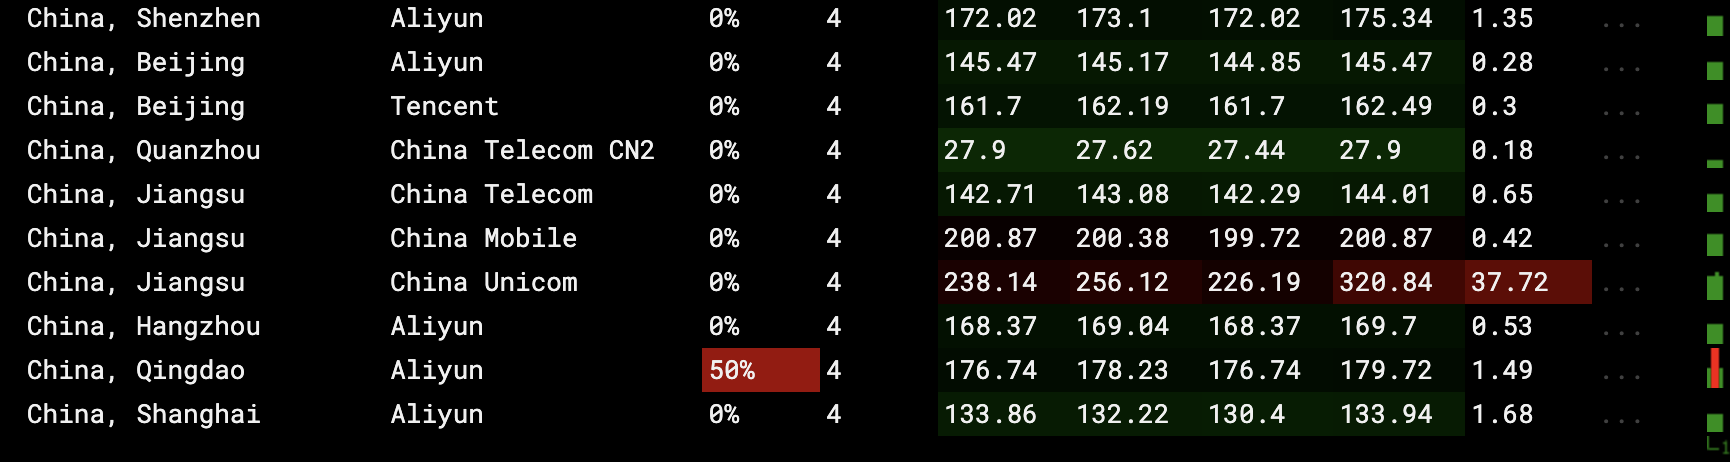 China, Shenzhen Aliyun 0% 4 172.02 173.1 172.02 175.34 1.35 ...
China, Beijing Aliyun 0% 4 145.47 145.17 144.85 145.47 0.28 ...
China, Beijing Tencent 0% 4 161.7 162.19 161.7 162.49 0.3 ...
China, Quanzhou China Telecom CN2 0% 4 27.9 27.62 27.44 27.9 0.18 ...
China, Jiangsu China Telecom 0% 4 142.71 143.08 142.29 144.01 0.65 ...
China, Jiangsu China Mobile 0% 4 200.87 200.38 199.72 200.87 0.42 ...
China, Jiangsu China Unicom 0% 4 238.14 256.12 226.19 320.84 37.72 ...
China, Hangzhou Aliyun 0% 4 168.37 169.04 168.37 169.7 0.53 ...
China, Qingdao Aliyun 50% 4 176.74 178.23 176.74 179.72 1.49 ...
China, Shanghai Aliyun 0% 4 133.86 132.22 130.4 133.94 1.68 ...